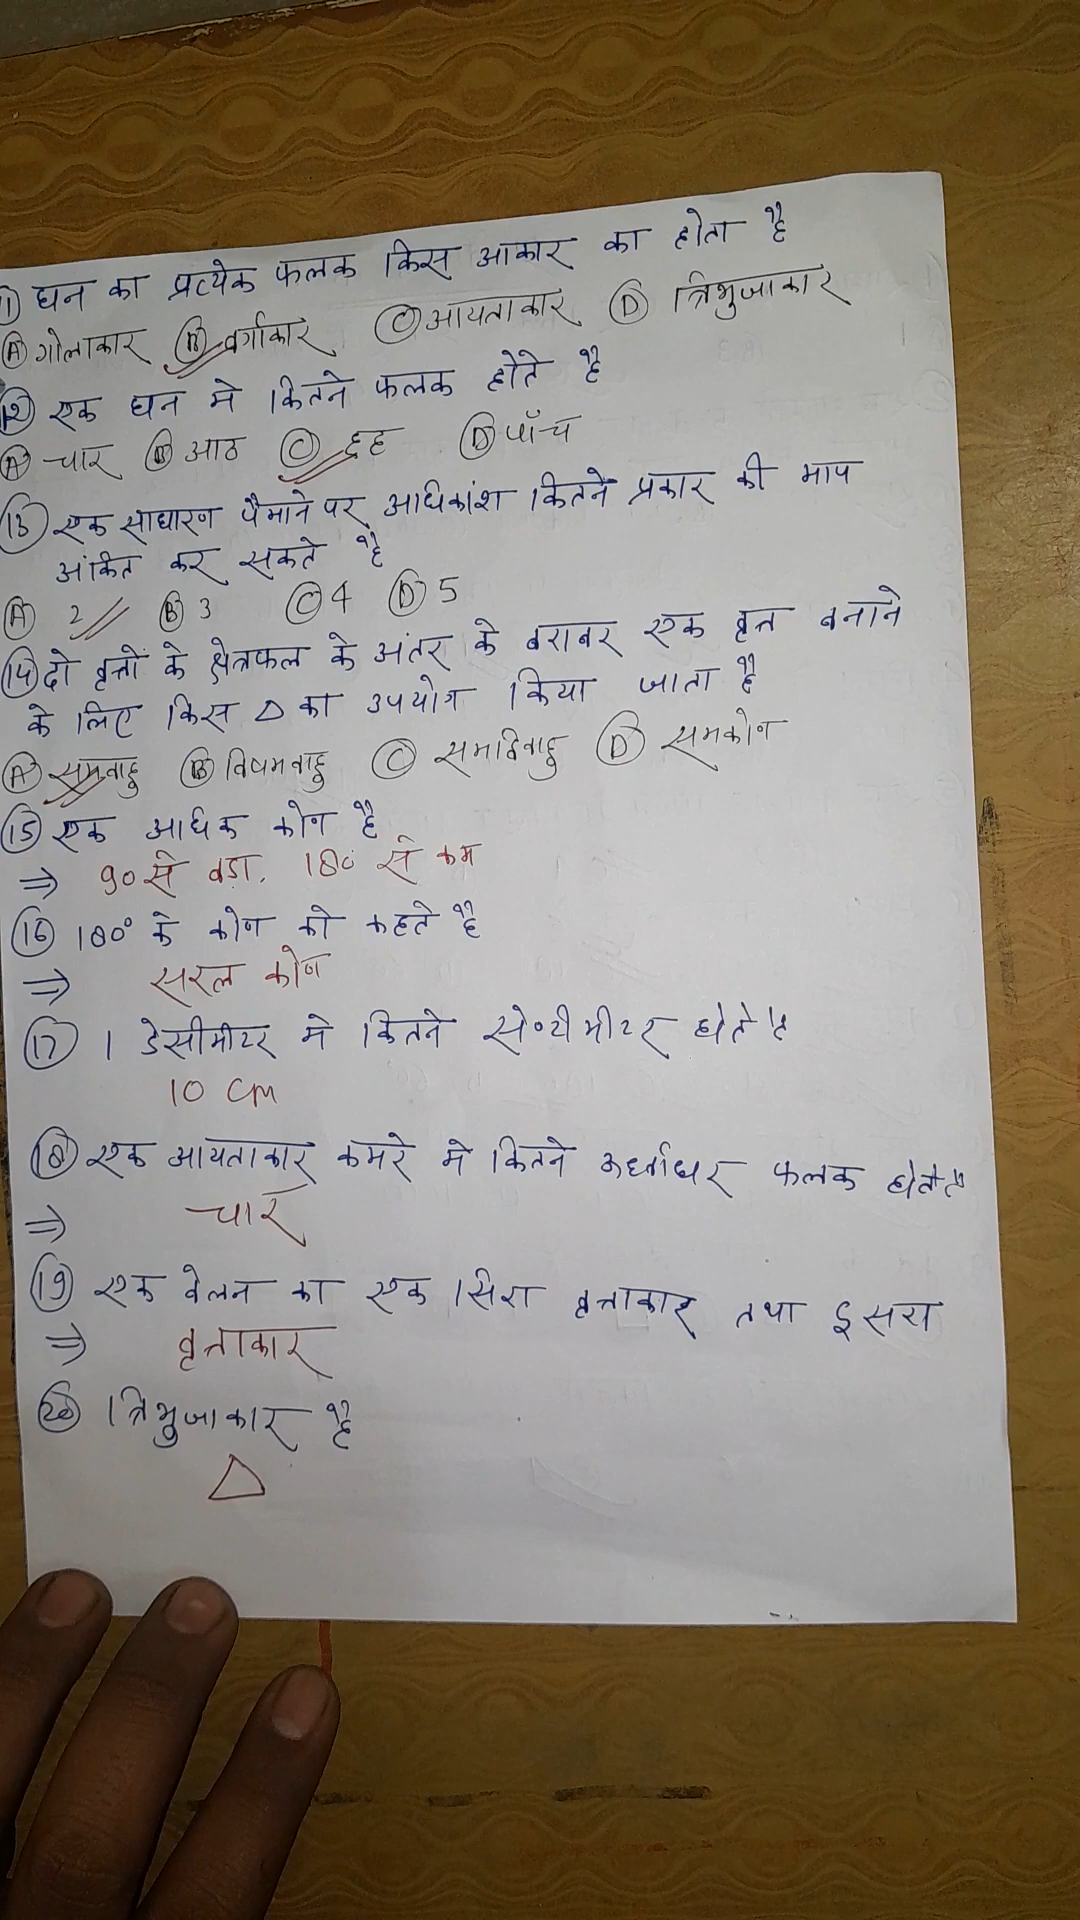 11) घन का प्रत्येक फलक किस आकार का होता है
(A) गोलाकार (B) वर्गाकार (C) आयताकार (D) त्रिभुजाकार
12) एक घन मे कितने फलक होते है
(A) चार (B) आठ (C) छह (D) पाँच
(13) एक साधारण पैमाने पर अधिकांश कितने प्रकार की माप
अंकित कर सकते है
(A) 2 (B) 3 (C) 4 (D) 5
(14) दो वृत्तों के क्षेत्रफल के अंतर के बराबर एक वृत्त बनाने
के लिए किस △ का उपयोग किया जाता है
(A) समबाहु (B) विषमबाहु (C) समद्विबाहु (D) समकोण
(15) एक अधिक कोण है
⇒ 90 से बड़ा. 180° से कम
(16) 180° के कोण को कहते है
⇒ सरल कोण
(17) 1 डेसीमीटर मे कितने सेण्टीमीटर होते है
10 cm
(18) एक आयताकार कमरे मे कितने ऊर्ध्वाधर फलक होते है
⇒ चार
(19) एक बेलन का एक सिरा वृत्ताकार तथा दूसरा
⇒ वृत्ताकार
(20) त्रिभुजाकार है
△